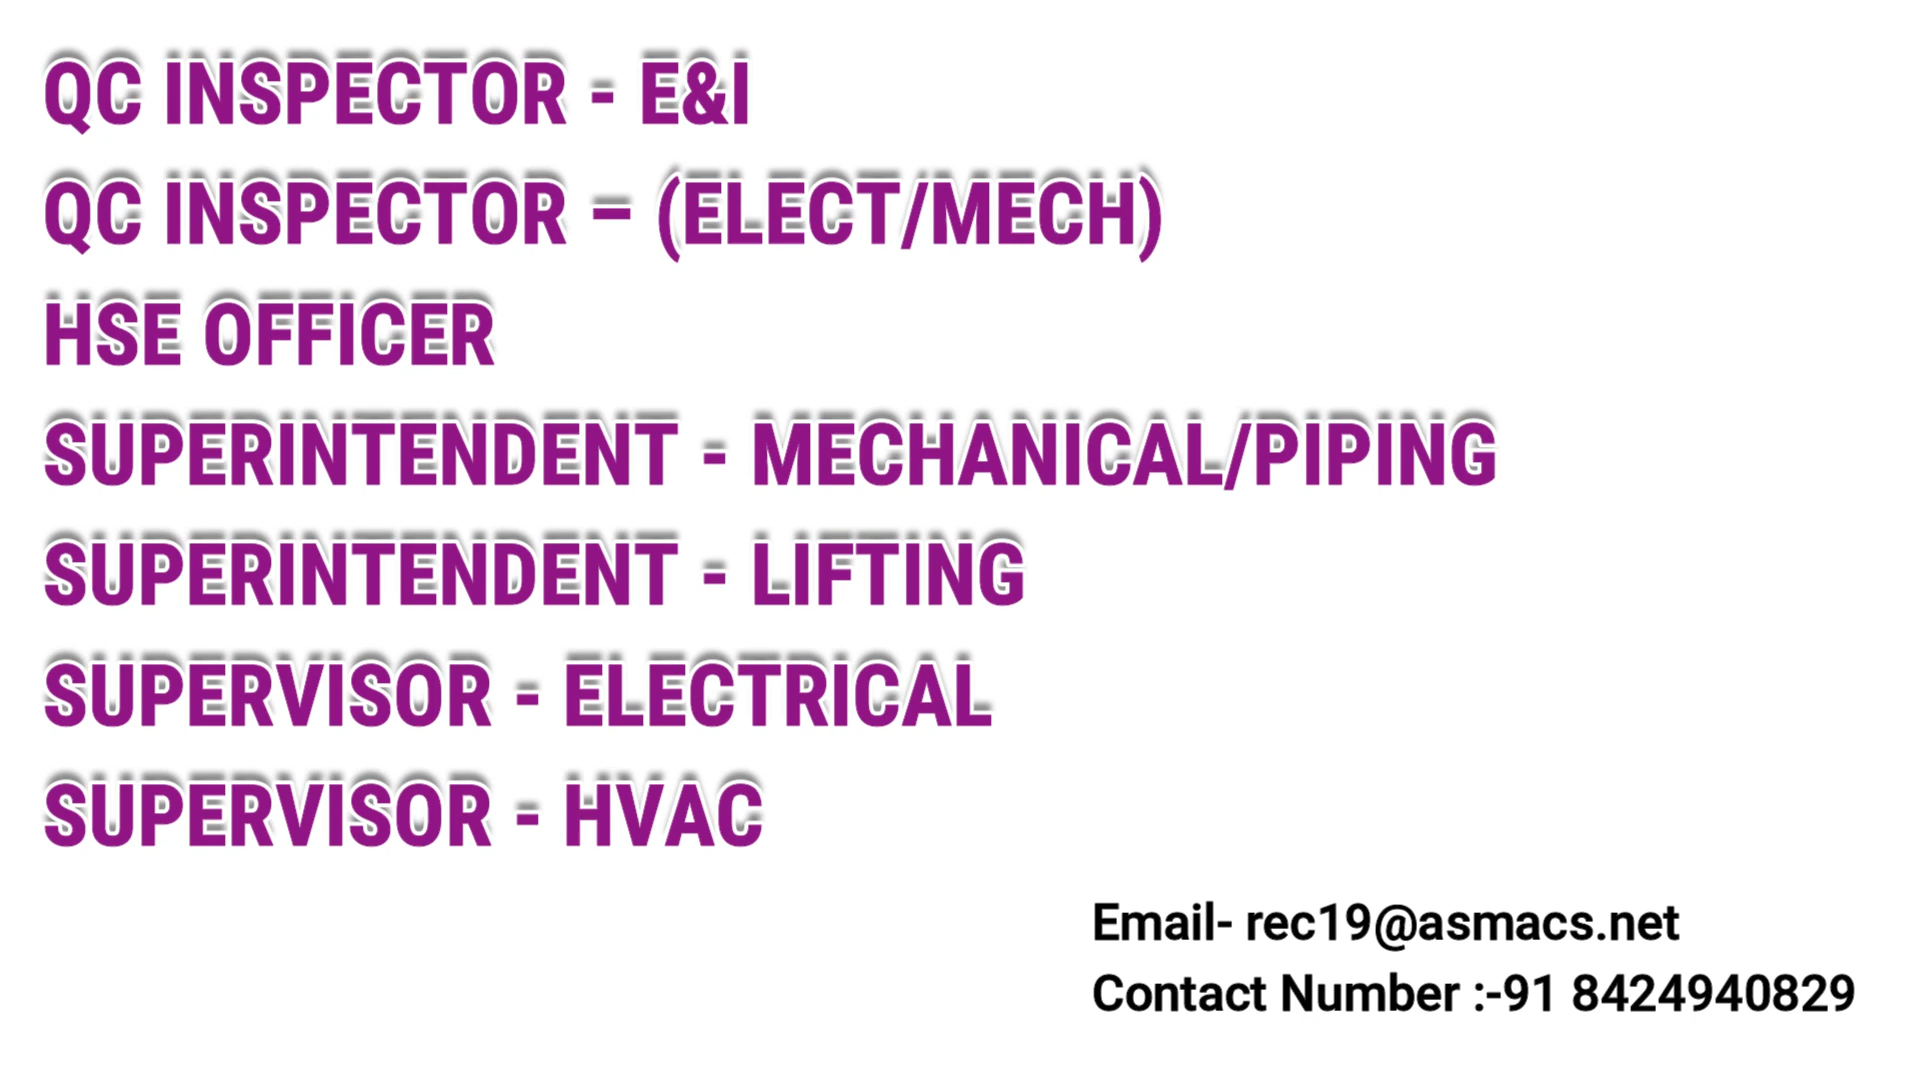 QC INSPECTOR - E&I
QC INSPECTOR – (ELECT/MECH)
HSE OFFICER
SUPERINTENDENT - MECHANICAL/PIPING
SUPERINTENDENT - LIFTING
SUPERVISOR - ELECTRICAL
SUPERVISOR - HVAC
Email- rec19@asmacs.net
Contact Number :-91 8424940829